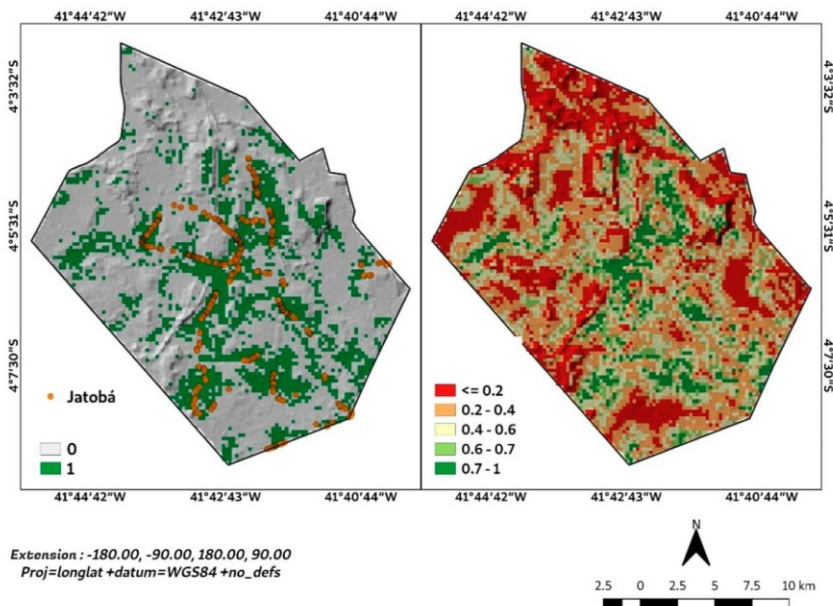 41°44'42"W 41°42'43"W 41°40'44"W 41°44'42"W 41°42'43"W 41°40'44"W
4°3'32"S 4°3'32"S
4°5'31"S 4°5'31"S
4°7'30"S 4°7'30"S
Jatobá
0
1
<= 0.2
0.2 - 0.4
0.4 - 0.6
0.6 - 0.7
0.7 - 1
41°44'42"W 41°42'43"W 41°40'44"W 41°44'42"W 41°42'43"W 41°40'44"W
Extension : -180.00, -90.00, 180.00, 90.00
Proj=longlat +datum=WGS84 +no_defs
N
2.5 0 2.5 5 7.5 10 km